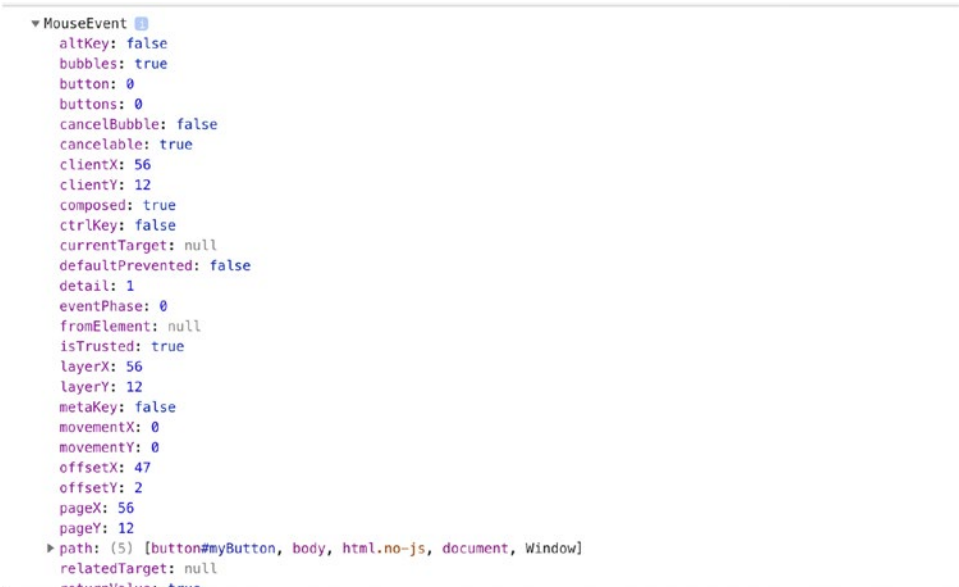 ▼MouseEvent i
altKey: false
bubbles: true
button: 0
buttons: 0
cancelBubble: false
cancelable: true
clientX: 56
clientY: 12
composed: true
ctrlKey: false
currentTarget: null
defaultPrevented: false
detail: 1
eventPhase: 0
fromElement: null
isTrusted: true
layerX: 56
layerY: 12
metaKey: false
movementX: 0
movementY: 0
offsetX: 47
offsetY: 2
pageX: 56
pageY: 12
▶path: (5) [button#myButton, body, html.no-js, document, Window]
relatedTarget: null
returnValue: true